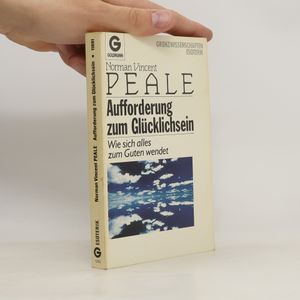 G
GOLDMANN
GRENZWISSENSCHAFTEN
ESOTERIK
Norman Vincent
PEALE
Aufforderung
zum Glücklichsein
Wie sich alles
zum Guten wendet
Norman Vincent PEALE Aufforderung zum Glücklichsein
G ESOTERIK